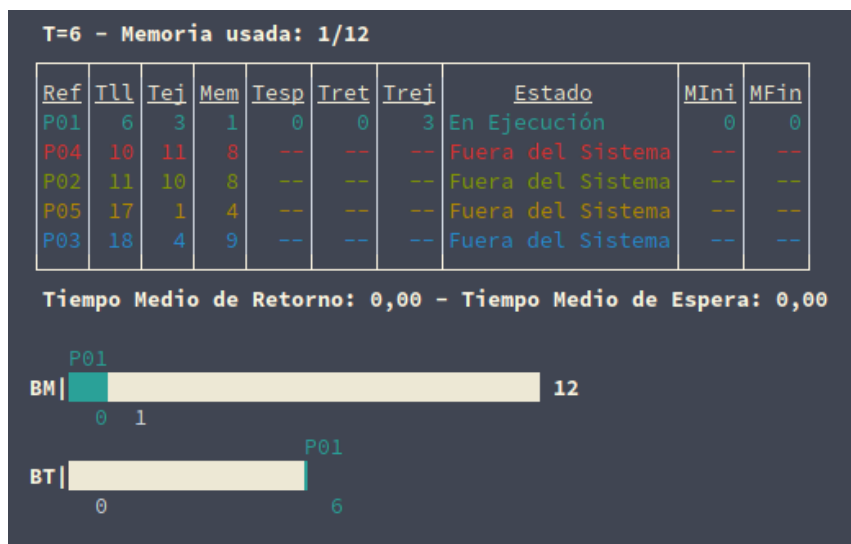 T=6 - Memoria usada: 1/12
Ref Tll Tej Mem Tesp Tret Trej Estado MIni MFin
P01 6 3 1 0 0 3 En Ejecución 0 0
P04 10 11 8 -- -- -- Fuera del Sistema -- --
P02 11 10 8 -- -- -- Fuera del Sistema -- --
P05 17 1 4 -- -- -- Fuera del Sistema -- --
P03 18 4 9 -- -- -- Fuera del Sistema -- --
Tiempo Medio de Retorno: 0,00 - Tiempo Medio de Espera: 0,00
P01
BM| 12
0 1
P01
BT|
0 6